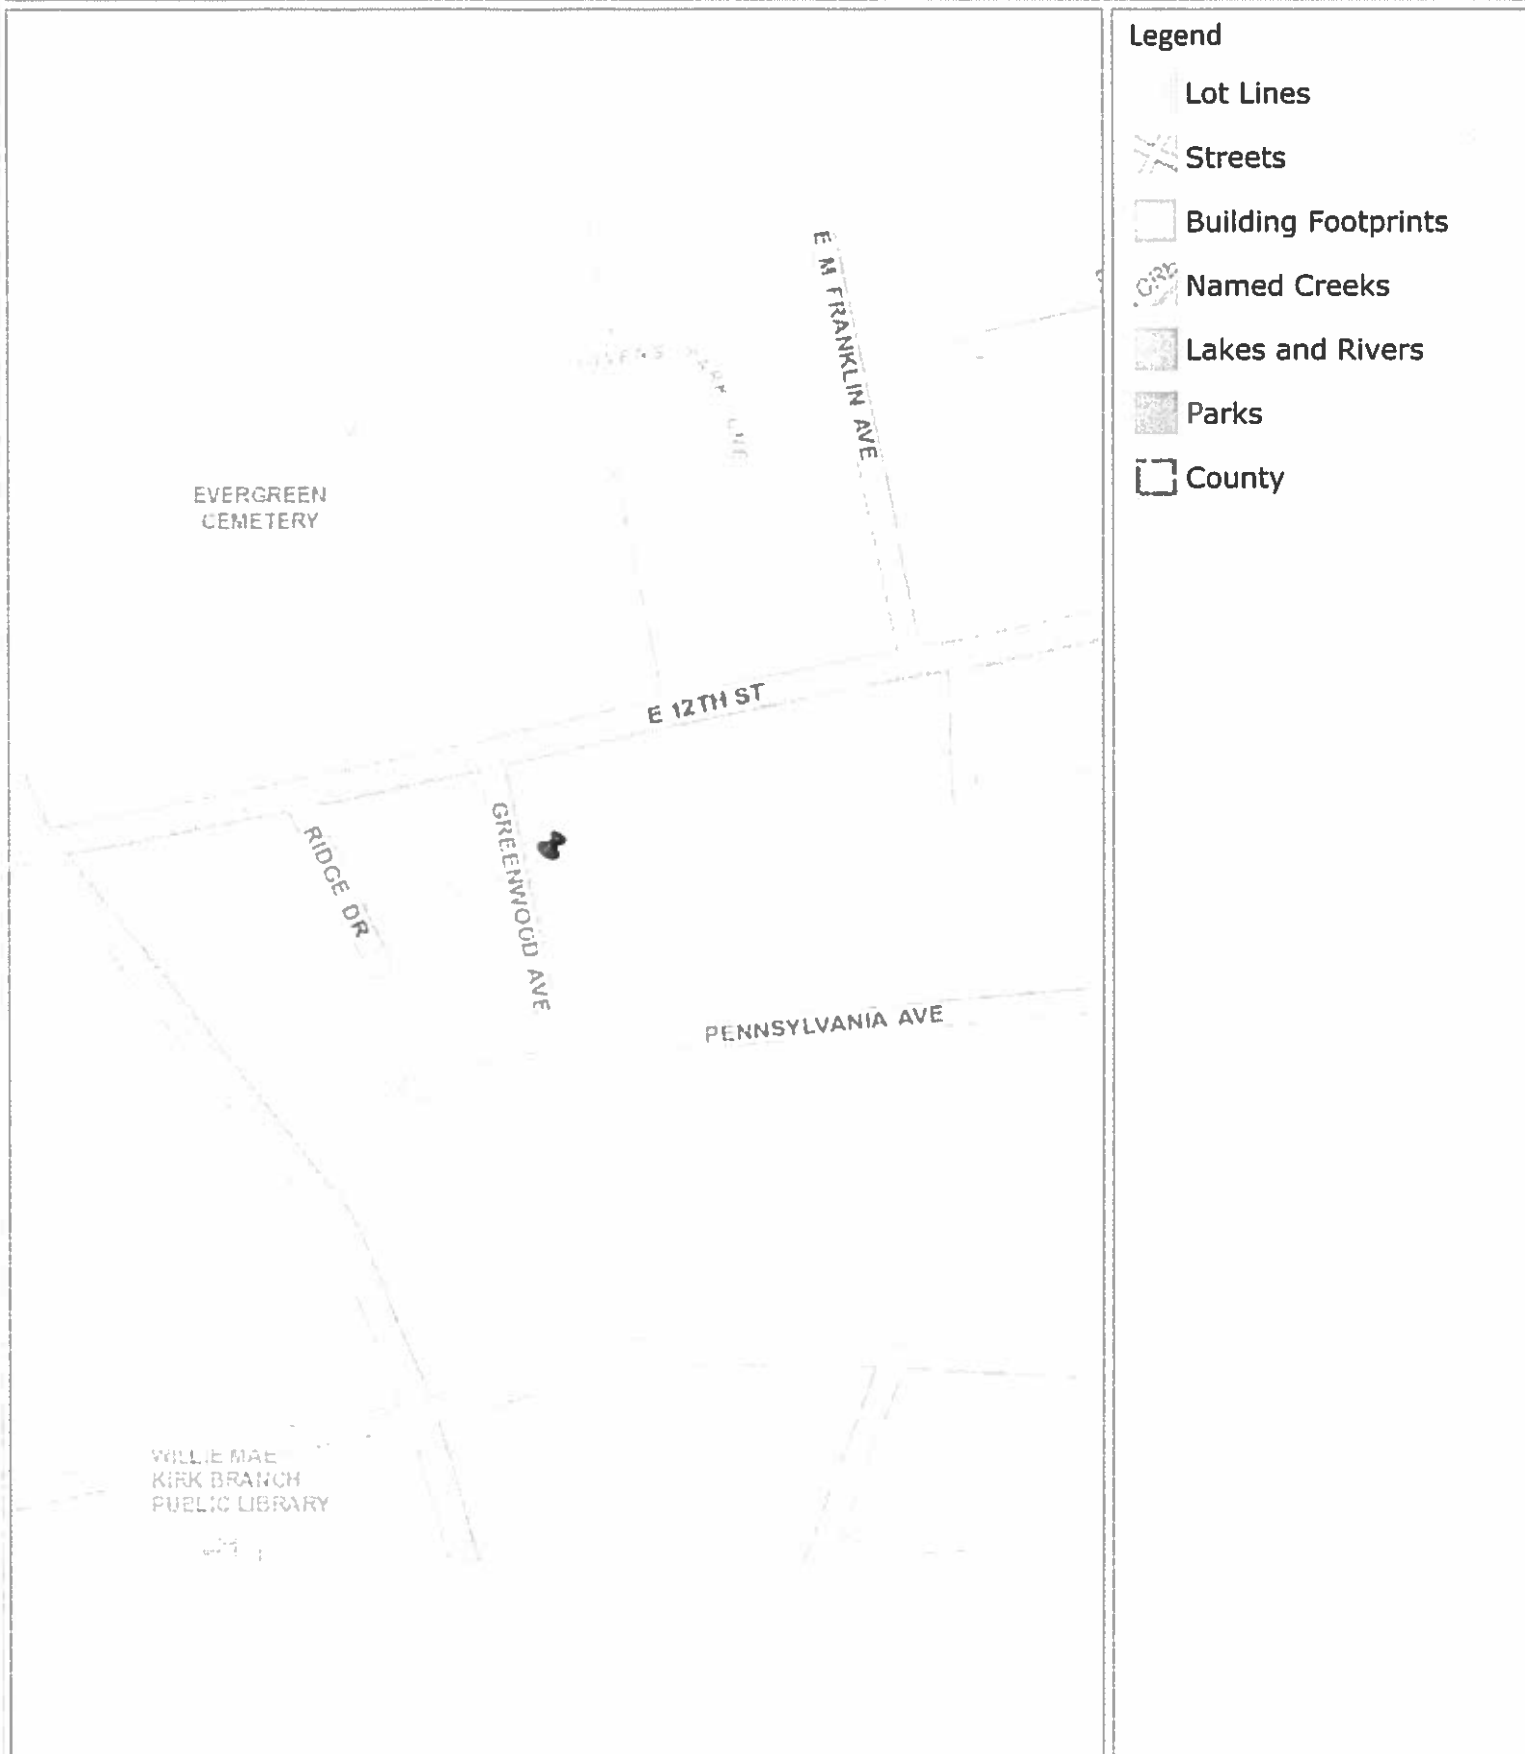 Legend
Lot Lines
Streets
Building Footprints
Named Creeks
Lakes and Rivers
Parks
County
E M FRANKLIN AVE
EVERGREEN
CEMETERY
E 12TH ST
RIDGE DR
GREENWOOD AVE
PENNSYLVANIA AVE
WILLIE MAE
KIRK BRANCH
PUBLIC LIBRARY